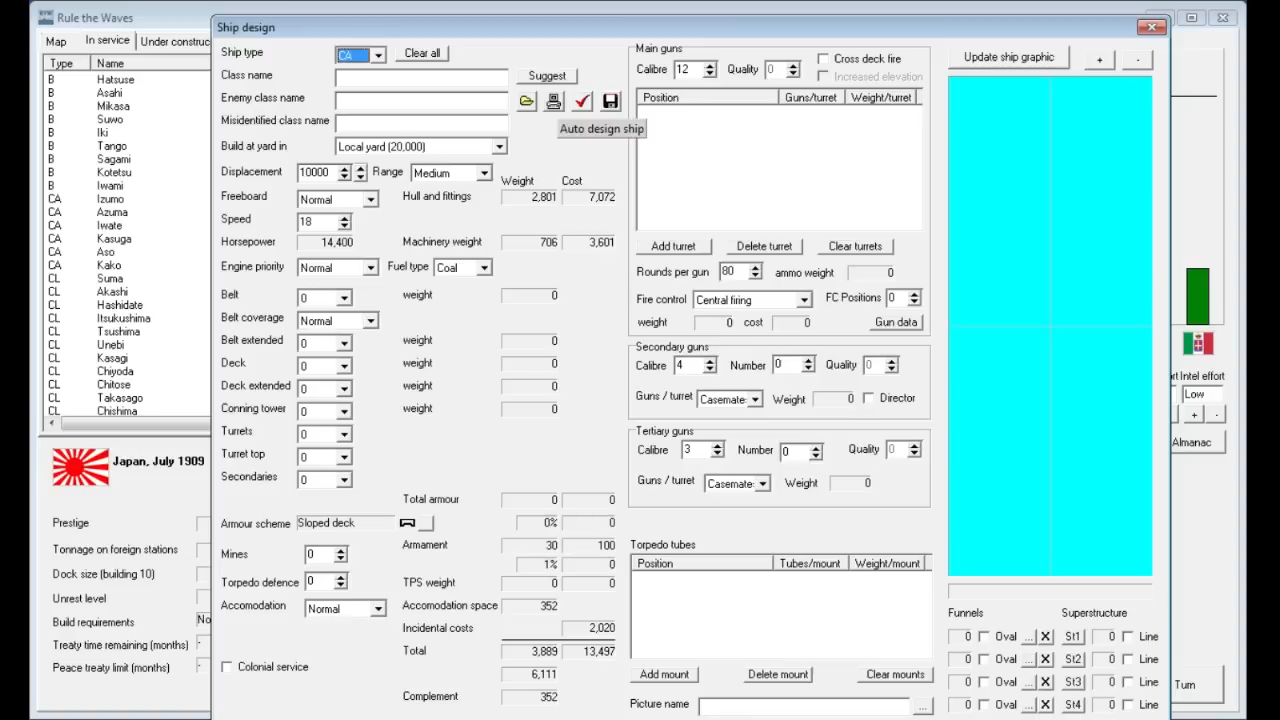 Rule the Waves
Map In service Under construc
Type Name
B Hatsuse
B Asahi
B Mikasa
B Suwo
B Iki
B Tango
B Sagami
B Kotetsu
B Iwami
CA Izumo
CA Azuma
CA Iwate
CA Kasuga
CA Aso
CA Kako
CL Suma
CL Akashi
CL Hashidate
CL Itsukushima
CL Tsushima
CL Unebi
CL Kasagi
CL Chiyoda
CL Chitose
CL Takasago
CL Chishima
Japan, July 1909
Prestige
Tonnage on foreign stations
Dock size (building 10)
Unrest level
Build requirements No
Treaty time remaining (months) -
Peace treaty limit (months) -
Ship design
Ship type CA Clear all
Class name Suggest
Enemy class name
Misidentified class name Auto design ship
Build at yard in Local yard (20,000)
Displacement 10000 Range Medium
Weight Cost
Freeboard Normal Hull and fittings 2,801 7,072
Speed 18
Horsepower 14,400 Machinery weight 706 3,601
Engine priority Normal Fuel type Coal
Belt 0 weight 0
Belt coverage Normal
Belt extended 0 weight 0
Deck 0 weight 0
Deck extended 0 weight 0
Conning tower 0 weight 0
Turrets 0
Turret top 0
Secondaries 0
Total armour 0 0
Armour scheme Sloped deck 0% 0
Mines 0 Armament 30 100
1% 0
Torpedo defence 0 TPS weight 0 0
Accomodation Normal Accomodation space 352
Incidental costs 2,020
Total 3,889 13,497
Colonial service 6,111
Complement 352
Main guns
Calibre 12 Quality 0 Cross deck fire
Increased elevation
Position Guns/turret Weight/turret
Add turret Delete turret Clear turrets
Rounds per gun 80 ammo weight 0
Fire control Central firing FC Positions 0
weight 0 cost 0 Gun data
Secondary guns
Calibre 4 Number 0 Quality 0
Guns / turret Casemate: Weight 0 Director
Tertiary guns
Calibre 3 Number 0 Quality 0
Guns / turret Casemate: Weight 0
Torpedo tubes
Position Tubes/mount Weight/mount
Add mount Delete mount Clear mounts
Picture name ...
Update ship graphic + -
Funnels Superstructure
0 Oval ... X St1 0 Line
0 Oval ... X St2 0 Line
0 Oval ... X St3 0 Line
0 Oval ... X St4 0 Line
rt Intel effort
Low
+ -
Almanac
Turn